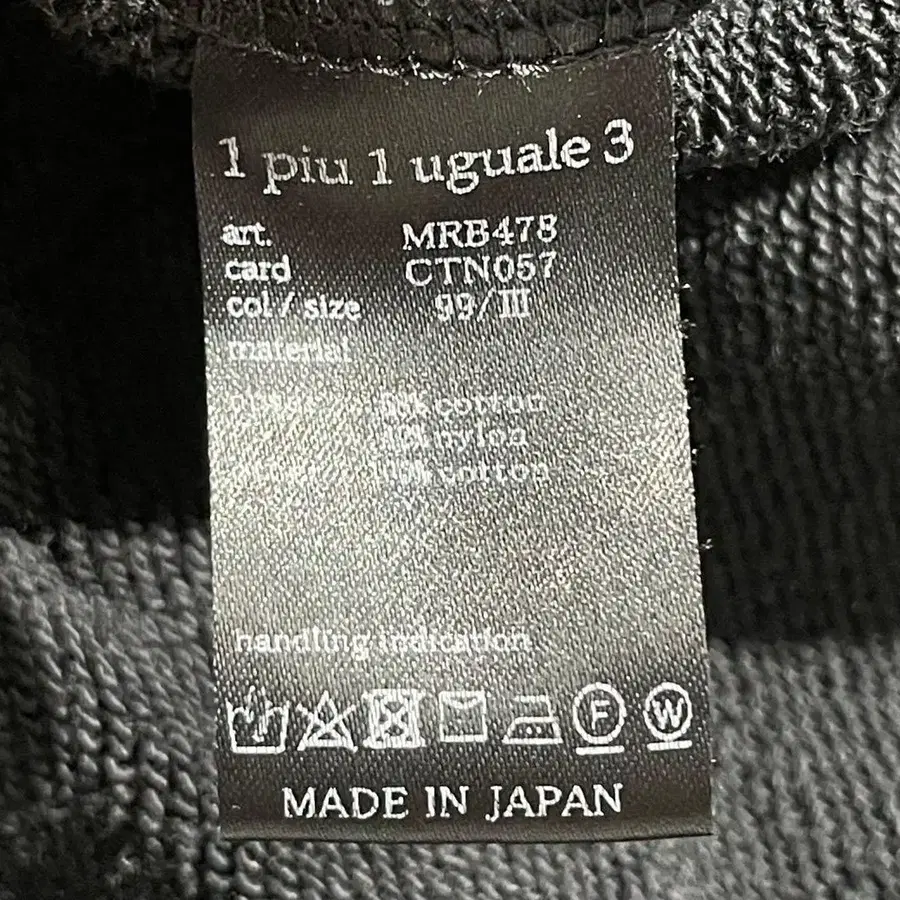 1 piu 1 uguale 3
art. MRB478
card CTN057
col / size 99/III
material
cotton
nylon
cotton
handling indication
F W
MADE IN JAPAN